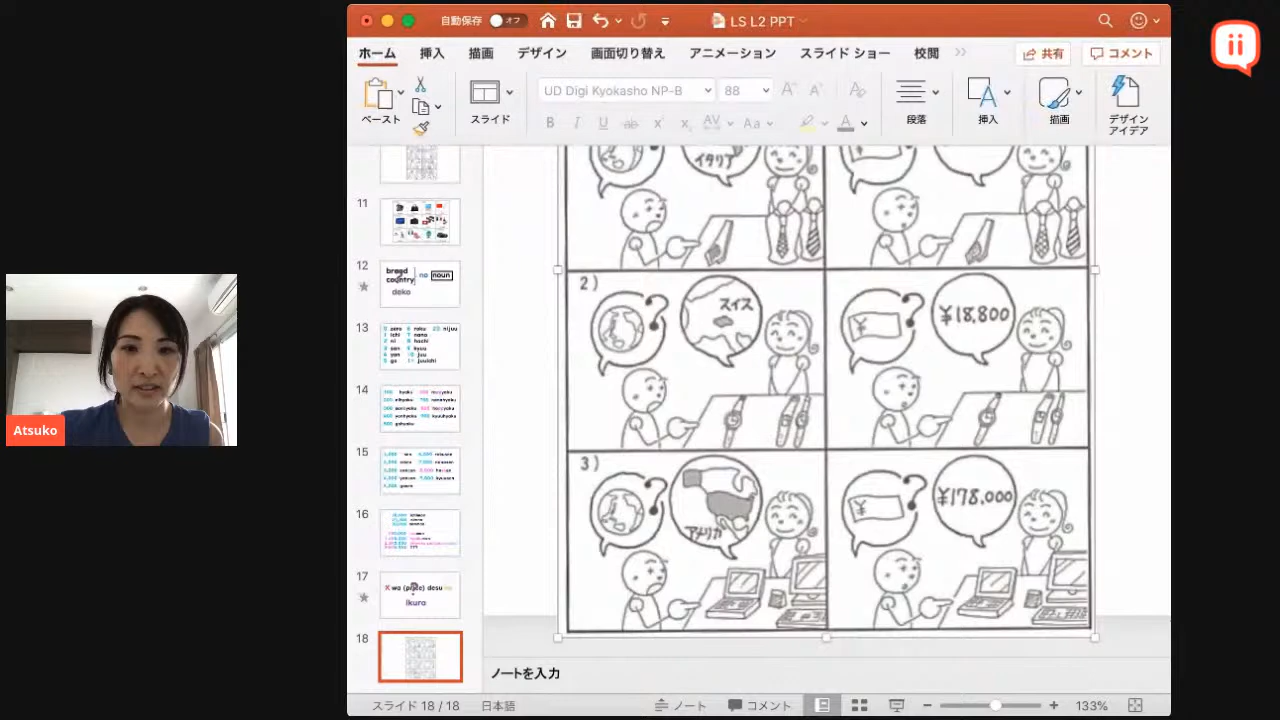 自動保存 オフ
LS L2 PPT
ホーム 挿入 描画 デザイン 画面切り替え アニメーション スライド ショー 校閲 共有 コメント
ペースト
スライド
UD Digi Kyokasho NP-B 88
段落
挿入
描画
デザイン
アイデア
11
12
bread
country no noun
doko
13
14
15
16
17
X wa (price) desu
ikura
18
イタリア
2)
スイス
¥
¥18,800
3)
アメリカ
¥
¥178,000
ノートを入力
スライド 18 / 18 日本語 ノート コメント 133%
Atsuko